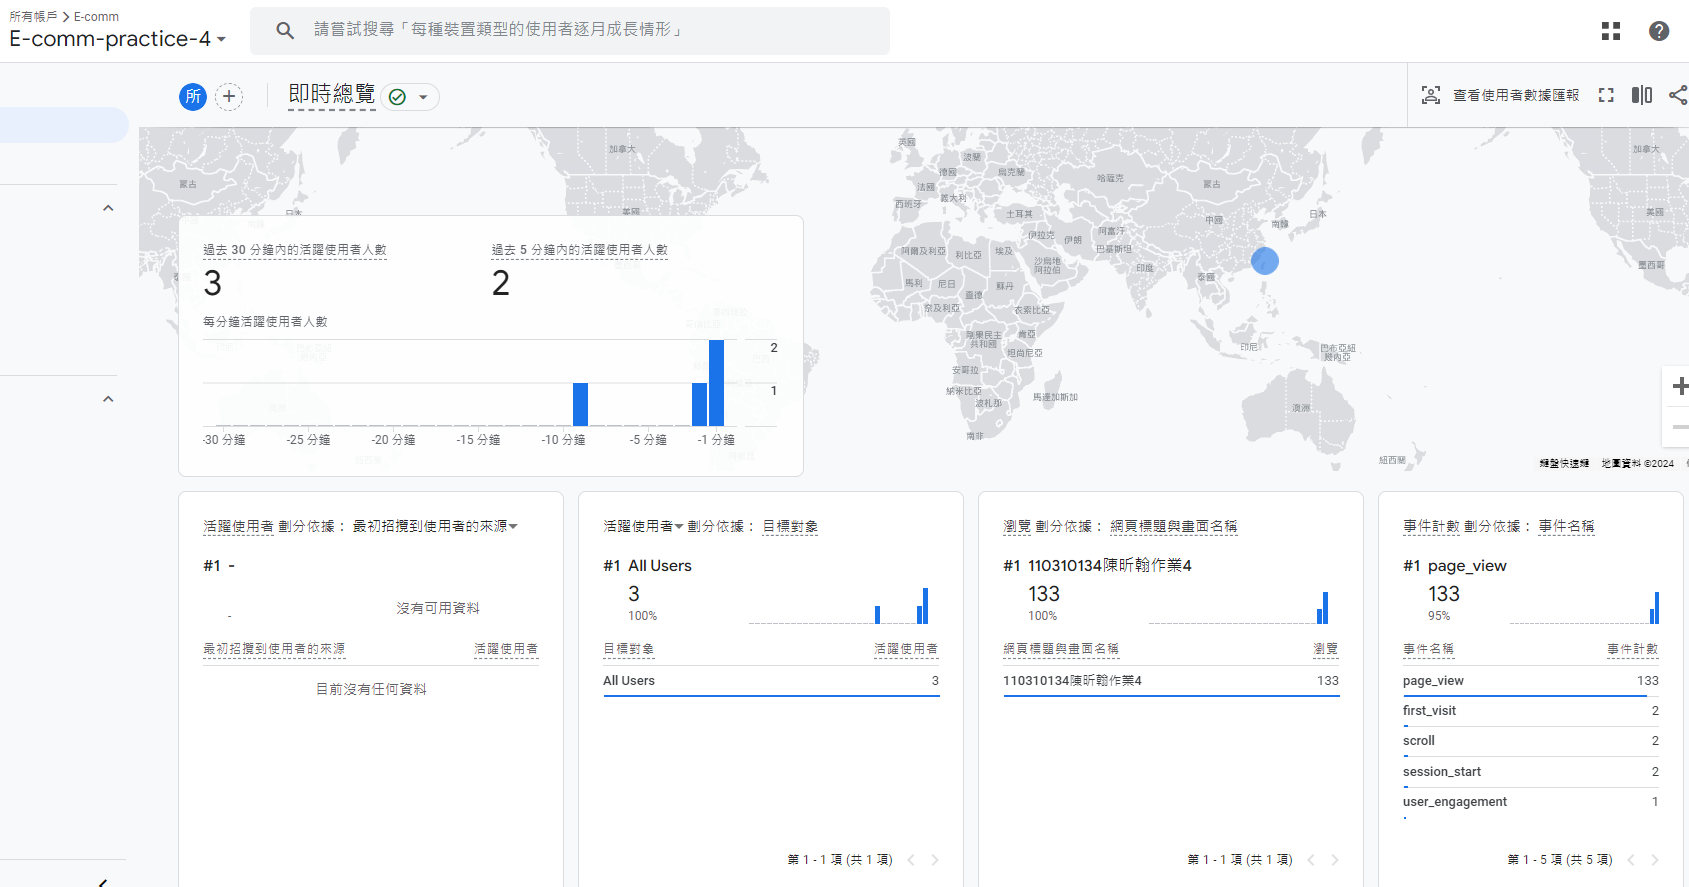 所有帳戶 > E-comm
E-comm-practice-4
請嘗試搜尋「每種裝置類型的使用者逐月成長情形」
所
即時總覽
查看使用者數據匯報
加拿大
蒙古
日本
美國
英國
波蘭
德國
烏克蘭
法國
義大利
西班牙
土耳其
哈薩克
蒙古
中國
南韓
日本
加拿大
美國
墨西哥
阿爾及利亞
利比亞
埃及
伊拉克
伊朗
阿富汗
巴基斯坦
沙烏地
阿拉伯
印度
泰國
馬利
尼日
查德
蘇丹
奈及利亞
衣索比亞
剛果民主
共和國
肯亞
坦尚尼亞
安哥拉
納米比亞
波札那
馬達加斯加
南非
印尼
巴布亞紐
幾內亞
澳洲
紐西蘭
過去 30 分鐘內的活躍使用者人數
3
過去 5 分鐘內的活躍使用者人數
2
每分鐘活躍使用者人數
2
1
-30 分鐘
-25 分鐘
-20 分鐘
-15 分鐘
-10 分鐘
-5 分鐘
-1 分鐘
鍵盤快速鍵
地圖資料 ©2024
活躍使用者 劃分依據： 最初招攬到使用者的來源
#1 -
-
沒有可用資料
最初招攬到使用者的來源
活躍使用者
目前沒有任何資料
活躍使用者 劃分依據： 目標對象
#1 All Users
3
100%
目標對象
活躍使用者
All Users
3
第 1 - 1 項 (共 1 項)
瀏覽 劃分依據： 網頁標題與畫面名稱
#1 110310134陳昕翰作業4
133
100%
網頁標題與畫面名稱
瀏覽
110310134陳昕翰作業4
133
第 1 - 1 項 (共 1 項)
事件計數 劃分依據： 事件名稱
#1 page_view
133
95%
事件名稱
事件計數
page_view
133
first_visit
2
scroll
2
session_start
2
user_engagement
1
第 1 - 5 項 (共 5 項)